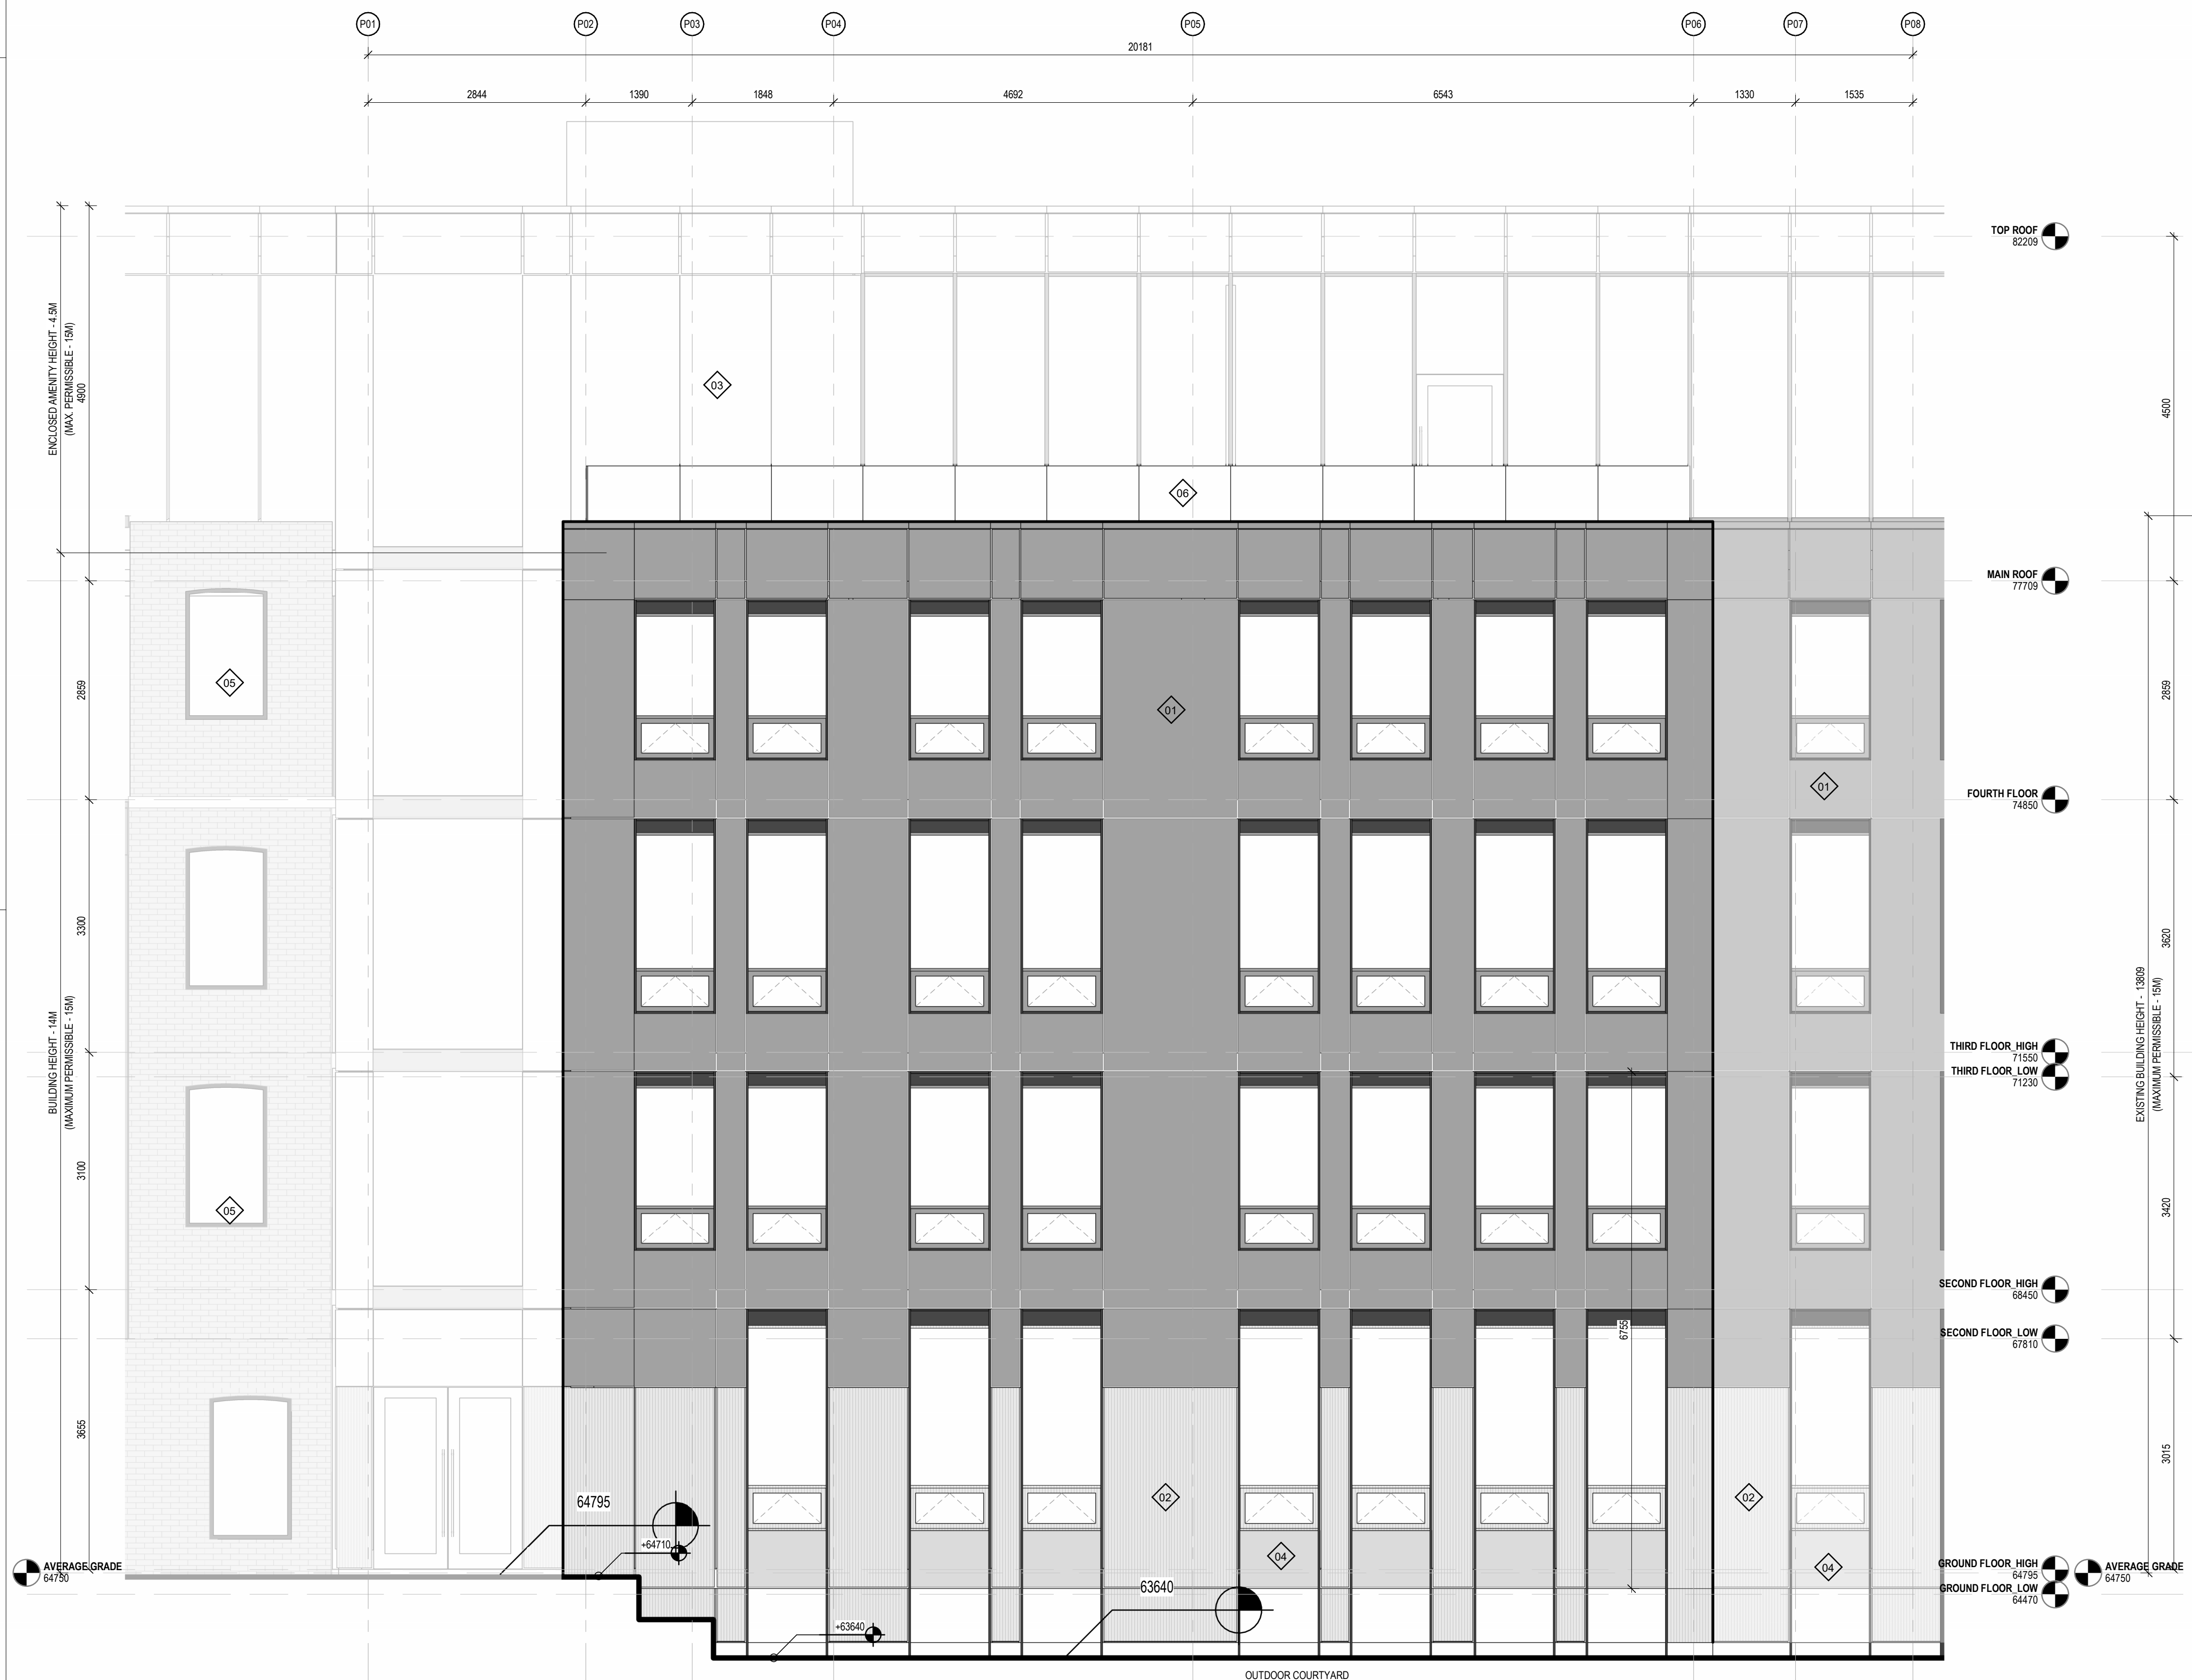 P01
P02
P03
P04
P05
P06
P07
P08
20181
2844
1390
1848
4692
6543
1330
1535
TOP ROOF
82209
ENCLOSED AMENITY HEIGHT - 4.5M
(MAX. PERMISSIBLE - 15M)
4900
4500
03
06
MAIN ROOF
77709
05
01
2859
2859
01
FOURTH FLOOR
74850
3300
3620
BUILDING HEIGHT - 14M
(MAXIMUM PERMISSIBLE - 15M)
EXISTING BUILDING HEIGHT - 13809
(MAXIMUM PERMISSIBLE - 15M)
THIRD FLOOR_HIGH
71550
THIRD FLOOR_LOW
71230
3100
3420
05
SECOND FLOOR_HIGH
68450
SECOND FLOOR_LOW
67810
6755
3655
3015
02
02
64795
+64710
04
04
AVERAGE GRADE
64750
GROUND FLOOR_HIGH
64795
AVERAGE GRADE
64750
GROUND FLOOR_LOW
64470
63640
+63640
OUTDOOR COURTYARD